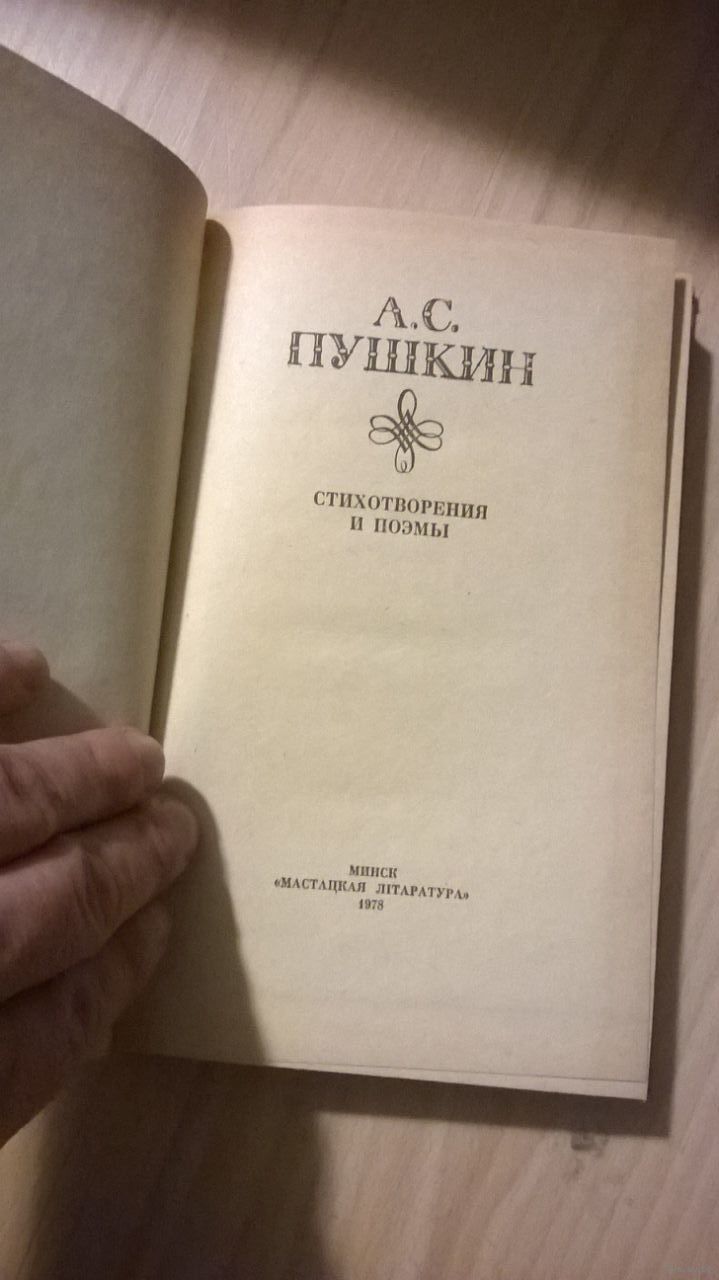 А.С.
ПУШКИН
СТИХОТВОРЕНИЯ
И ПОЭМЫ
МИНСК
«МАСТАЦКАЯ ЛІТАРАТУРА»
1978